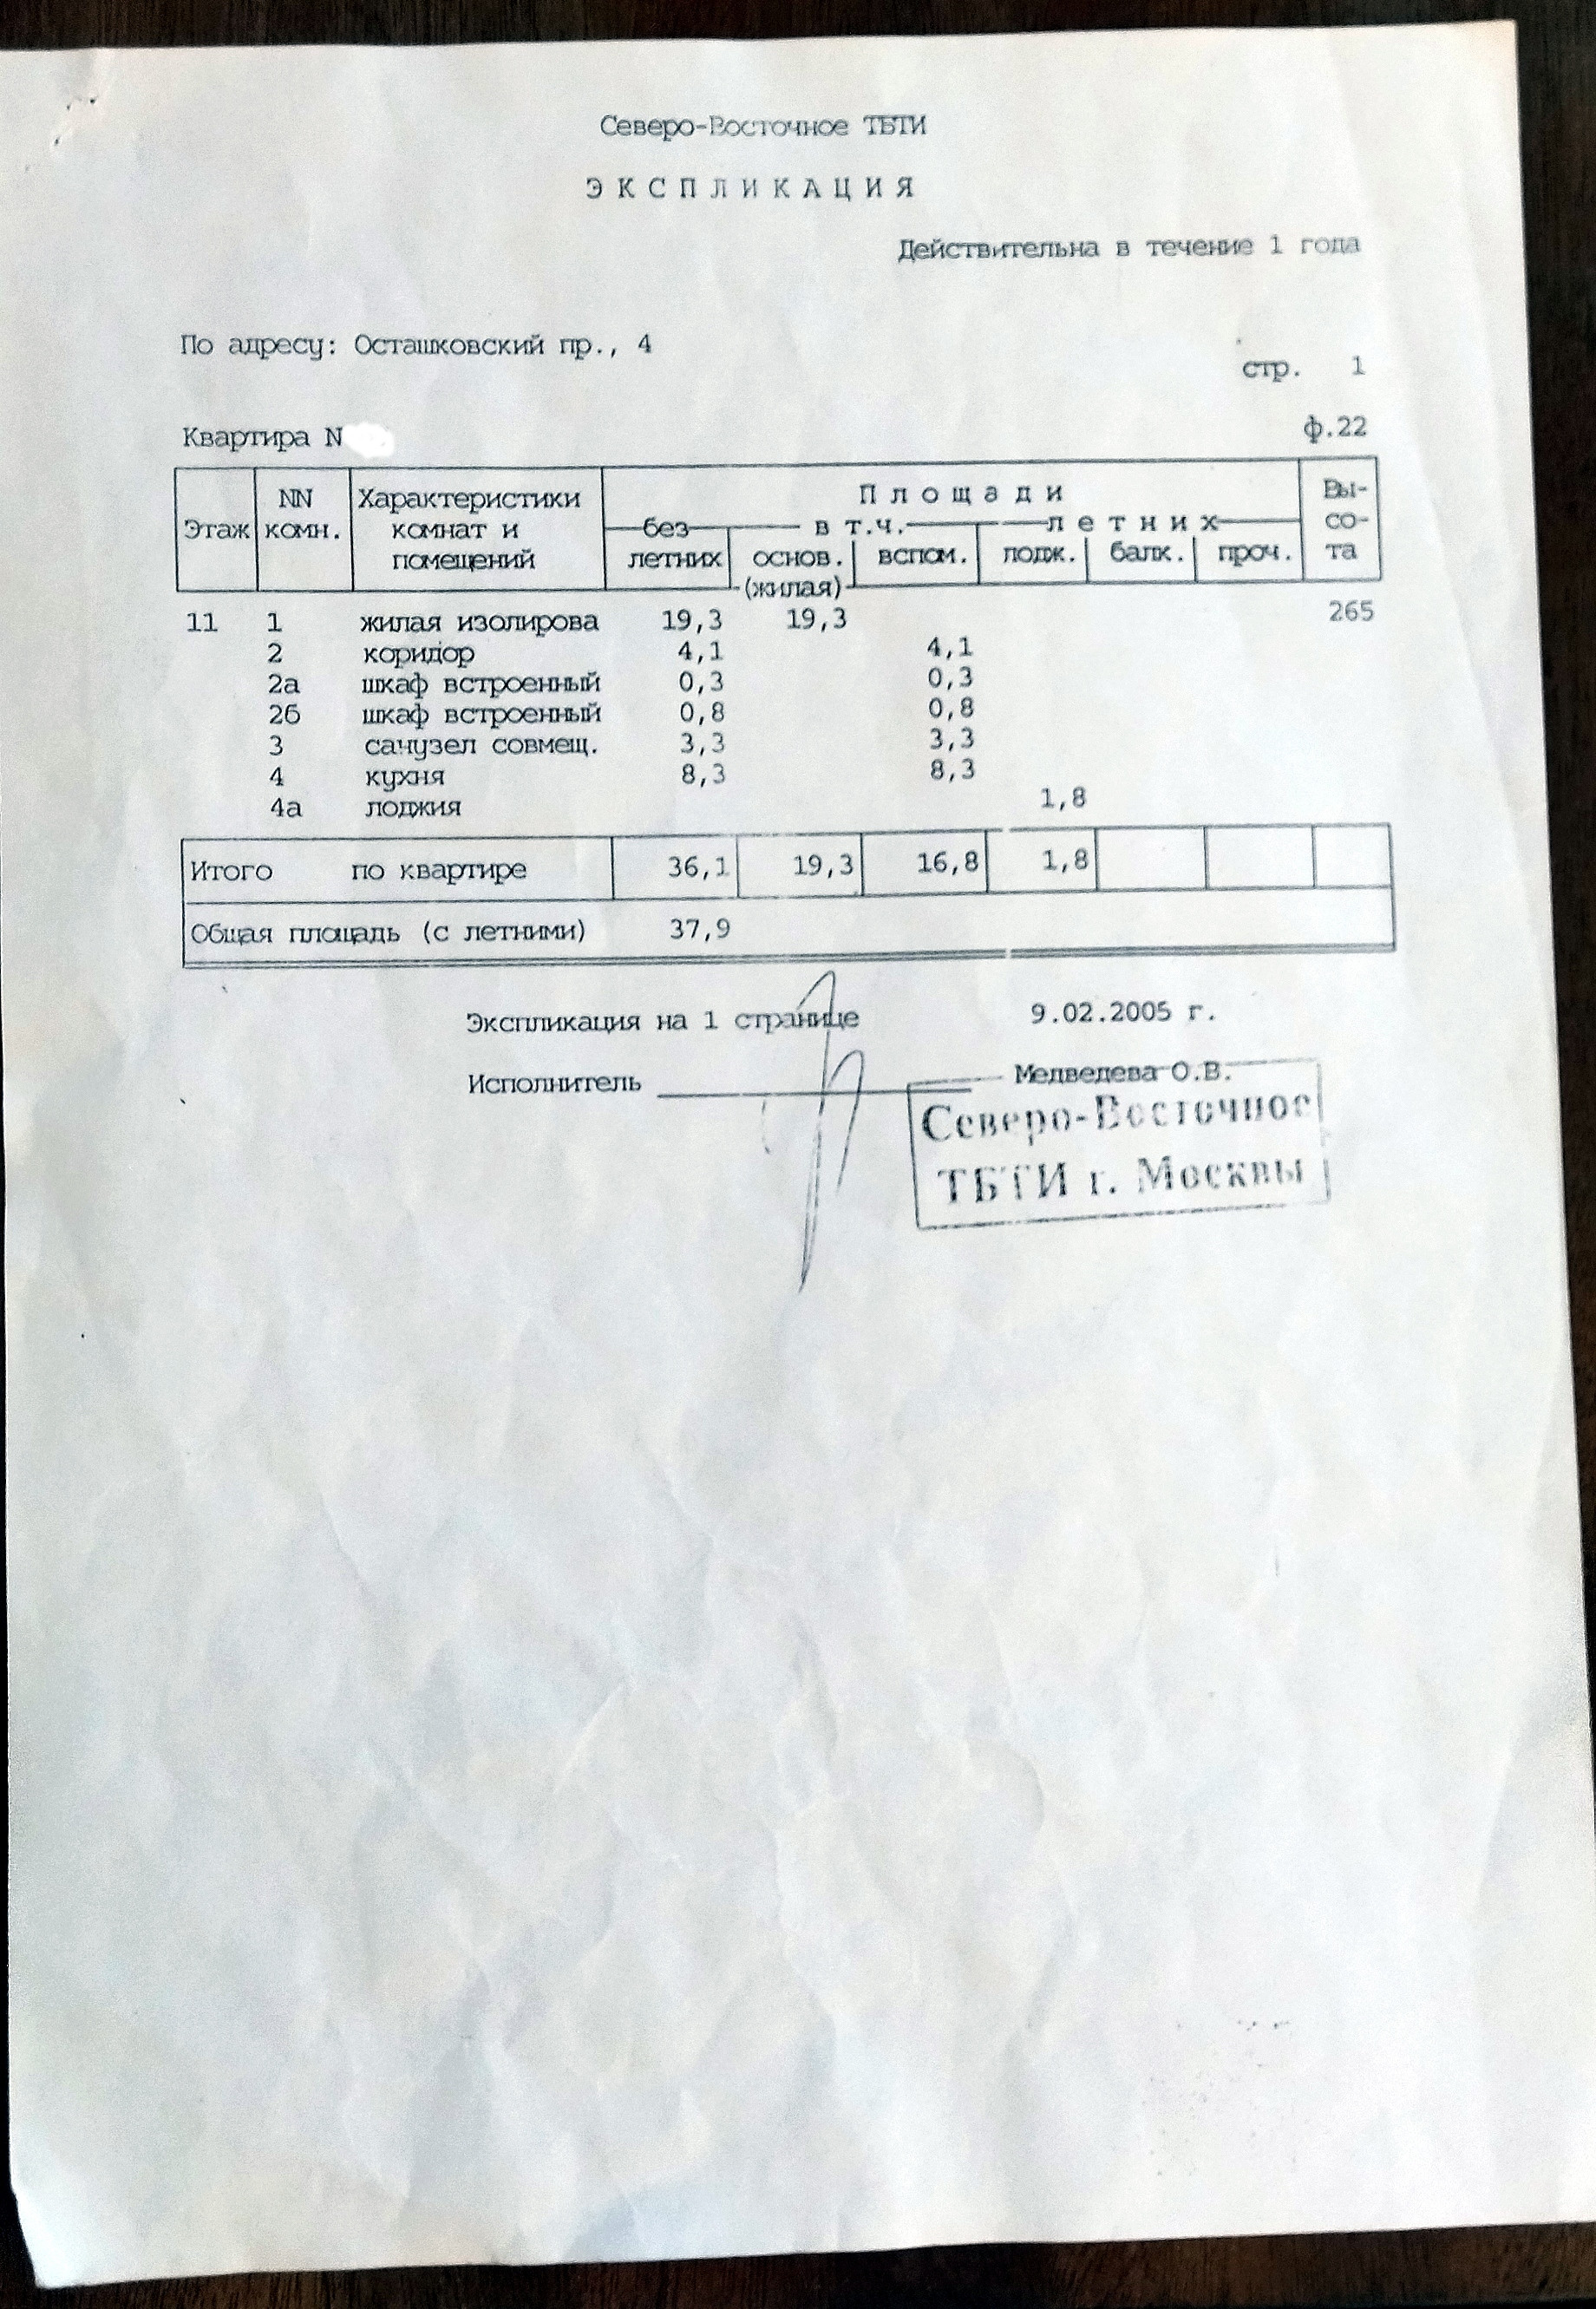 Северо-Восточное ТБТИ
ЭКСПЛИКАЦИЯ
Действительна в течение 1 года
По адресу: Осташковский пр., 4
стр. 1
Квартира N
ф.22
Этаж NN комн. Характеристики комнат и помещений Площади Вы-со-та
без летних в т.ч. летних
основ. (жилая) вспом. лодж. балк. проч.
11 1 жилая изолирова 19,3 19,3 265
2 коридор 4,1 4,1
2а шкаф встроенный 0,3 0,3
2б шкаф встроенный 0,8 0,8
3 санузел совмещ. 3,3 3,3
4 кухня 8,3 8,3
4а лоджия 1,8
Итого по квартире 36,1 19,3 16,8 1,8
Общая площадь (с летними) 37,9
Экспликация на 1 странице 9.02.2005 г.
Исполнитель Медведева О.В.
Северо-Восточное
ТБТИ г. Москвы